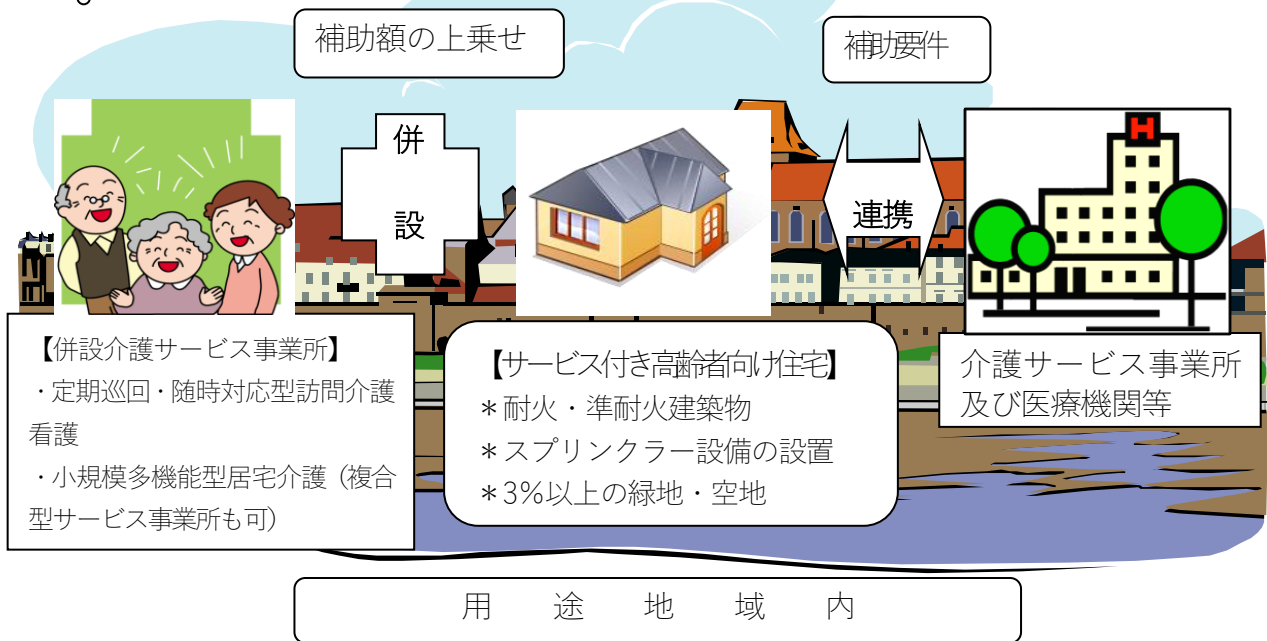 補助額の上乗せ
補助要件
併
設
連携
H
【併設介護サービス事業所】
・定期巡回・随時対応型訪問介護
看護
・小規模多機能型居宅介護（複合
型サービス事業所も可）
【サービス付き高齢者向け住宅】
＊耐火・準耐火建築物
＊スプリンクラー設備の設置
＊3％以上の緑地・空地
介護サービス事業所
及び医療機関等
用途地域内